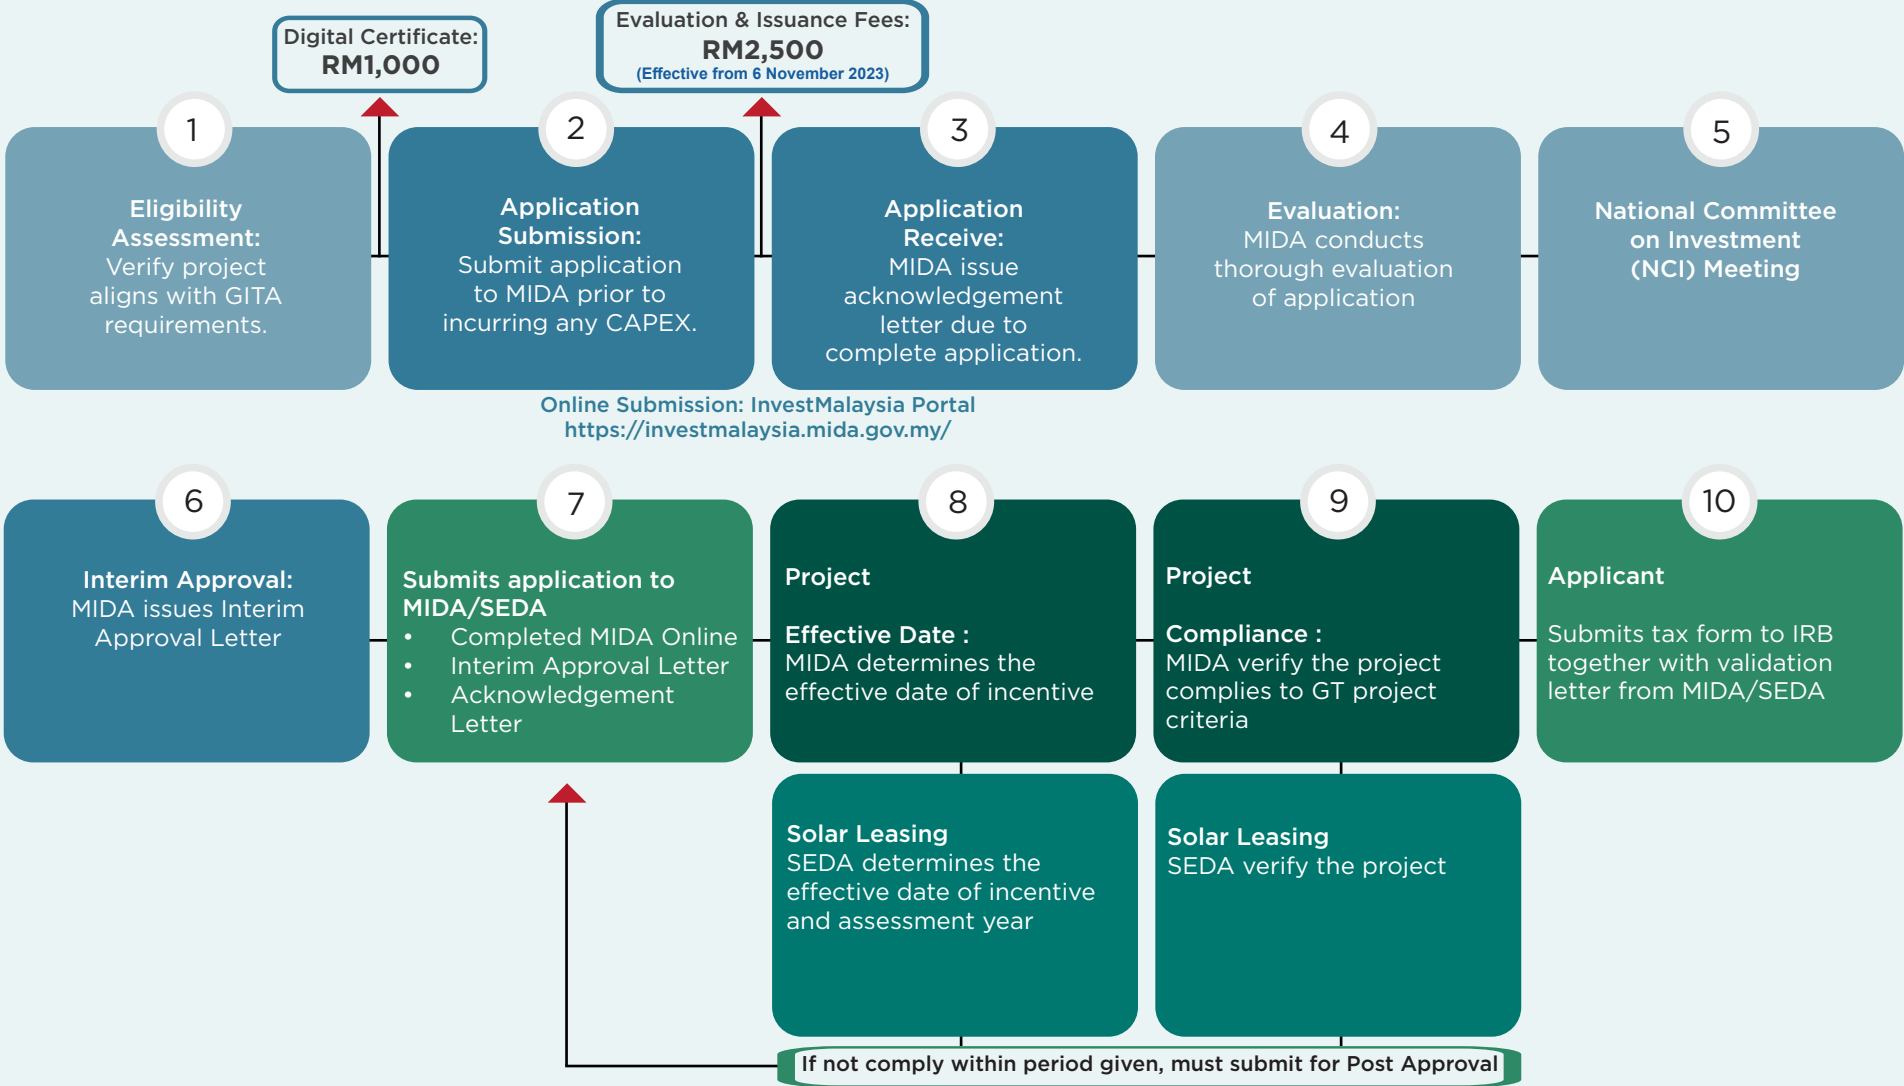 Digital Certificate:
RM1,000
Evaluation & Issuance Fees:
RM2,500
(Effective from 6 November 2023)
1
Eligibility
Assessment:
Verify project
aligns with GITA
requirements.
2
Application
Submission:
Submit application
to MIDA prior to
incurring any CAPEX.
3
Application
Receive:
MIDA issue
acknowledgement
letter due to
complete application.
4
Evaluation:
MIDA conducts
thorough evaluation
of application
5
National Committee
on Investment
(NCI) Meeting
Online Submission: InvestMalaysia Portal
https://investmalaysia.mida.gov.my/
6
Interim Approval:
MIDA issues Interim
Approval Letter
7
Submits application to
MIDA/SEDA
• Completed MIDA Online
• Interim Approval Letter
• Acknowledgement
Letter
8
Project
Effective Date :
MIDA determines the
effective date of incentive
9
Project
Compliance :
MIDA verify the project
complies to GT project
criteria
10
Applicant
Submits tax form to IRB
together with validation
letter from MIDA/SEDA
Solar Leasing
SEDA determines the
effective date of incentive
and assessment year
Solar Leasing
SEDA verify the project
If not comply within period given, must submit for Post Approval